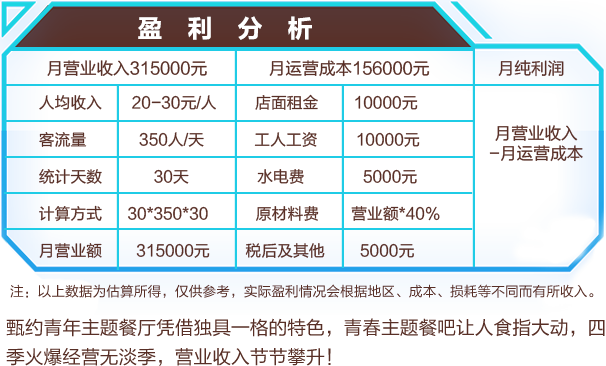 盈利分析
月营业收入315000元 月运营成本156000元 月纯利润
人均收入 20-30元/人 店面租金 10000元
客流量 350人/天 工人工资 10000元
月营业收入
-月运营成本
统计天数 30天 水电费 5000元
计算方式 30*350*30 原材料费 营业额*40%
月营业额 315000元 税后及其他 5000元
注：以上数据为估算所得，仅供参考，实际盈利情况会根据地区、成本、损耗等不同而有所收入。
甄约青年主题餐厅凭借独具一格的特色，青春主题餐吧让人食指大动，四
季火爆经营无淡季，营业收入节节攀升！